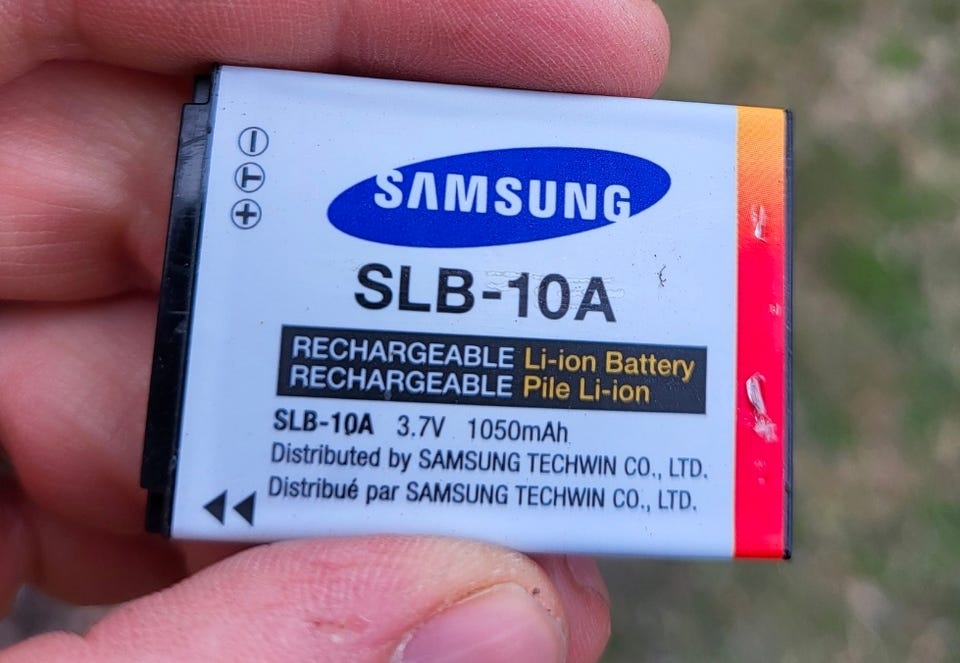 − 
T
+
SAMSUNG
SLB-10A
RECHARGEABLE Li-ion Battery
RECHARGEABLE Pile Li-ion
SLB-10A 3.7V 1050mAh
Distributed by SAMSUNG TECHWIN CO., LTD.
Distribué par SAMSUNG TECHWIN CO., LTD.